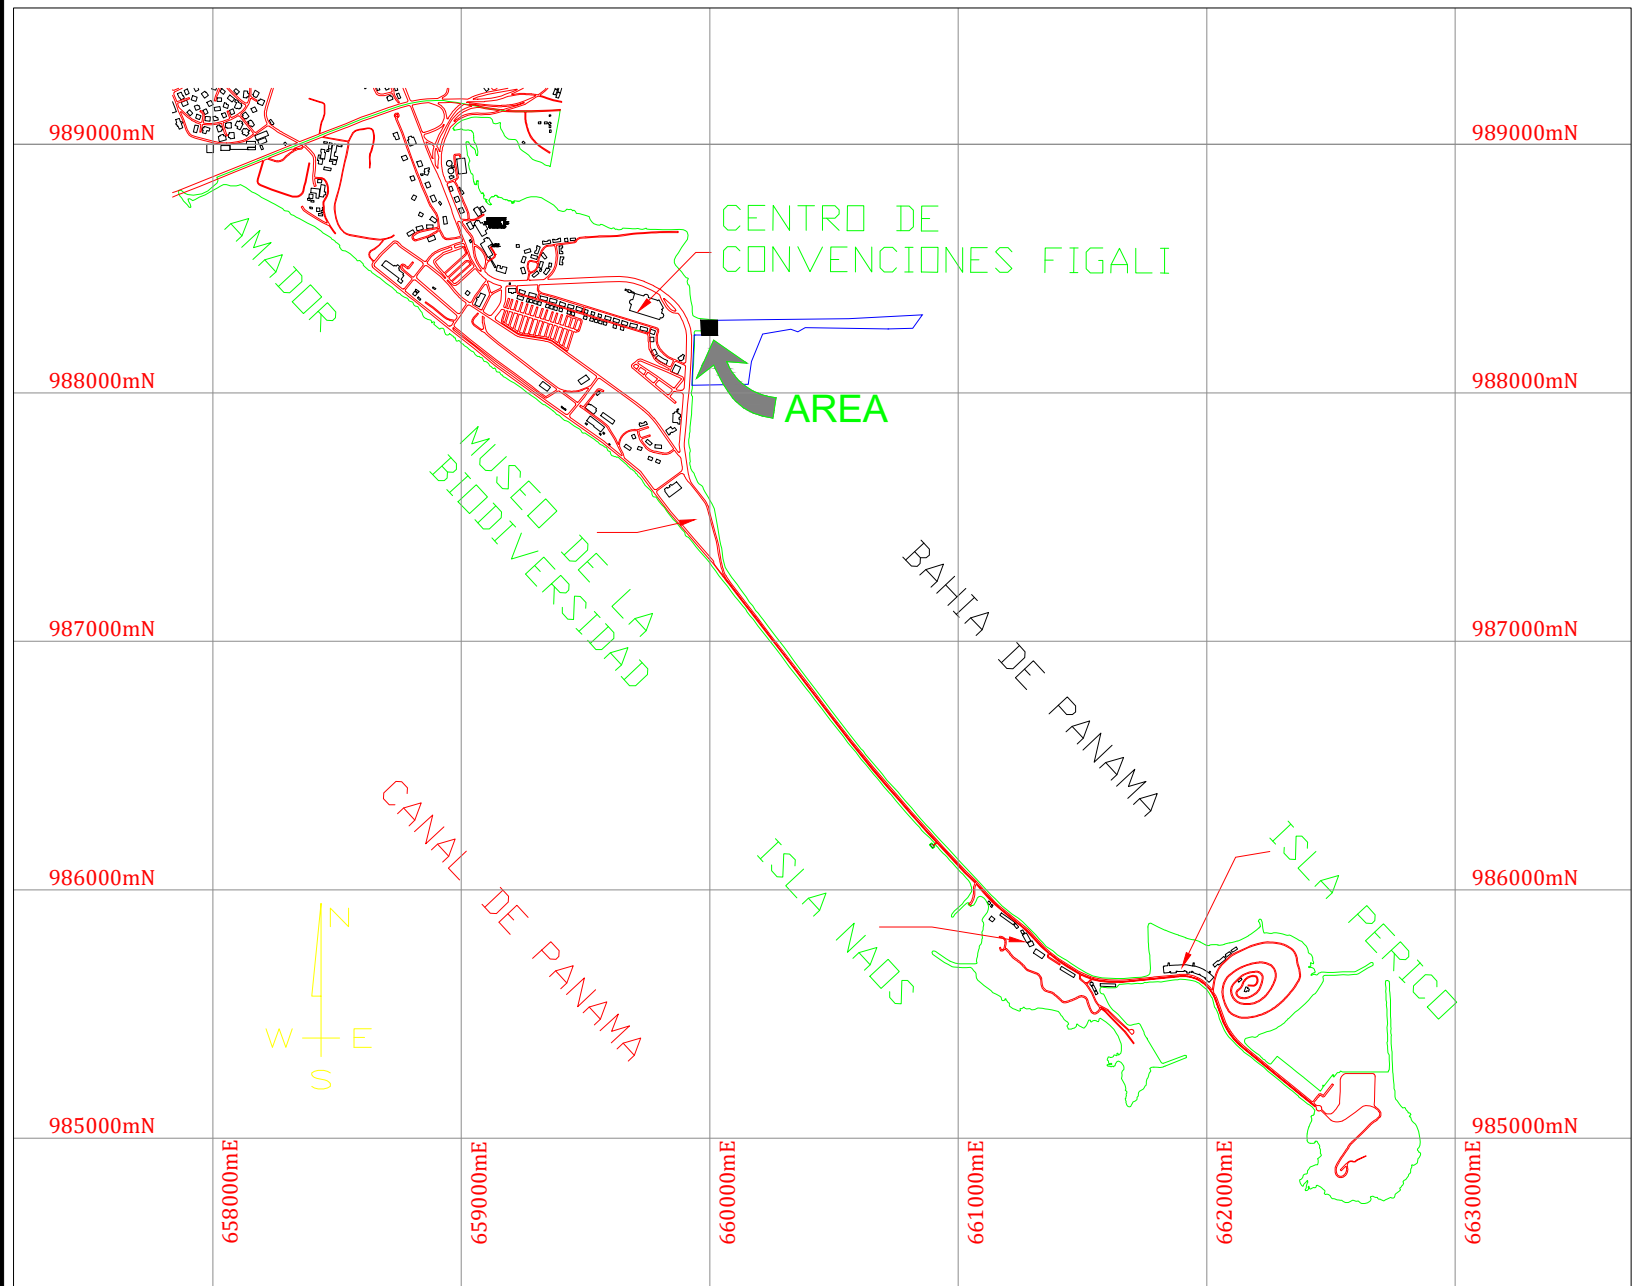 989000mN
989000mN
CENTRO DE
CONVENCIONES FIGALI
AMADOR
988000mN
988000mN
AREA
MUSEO DE LA
BIODIVERSIDAD
BAHIA DE PANAMA
987000mN
987000mN
CANAL DE PANAMA
ISLA NAOS
ISLA PERICO
986000mN
986000mN
N
W
E
S
985000mN
985000mN
658000mE
659000mE
660000mE
661000mE
662000mE
663000mE